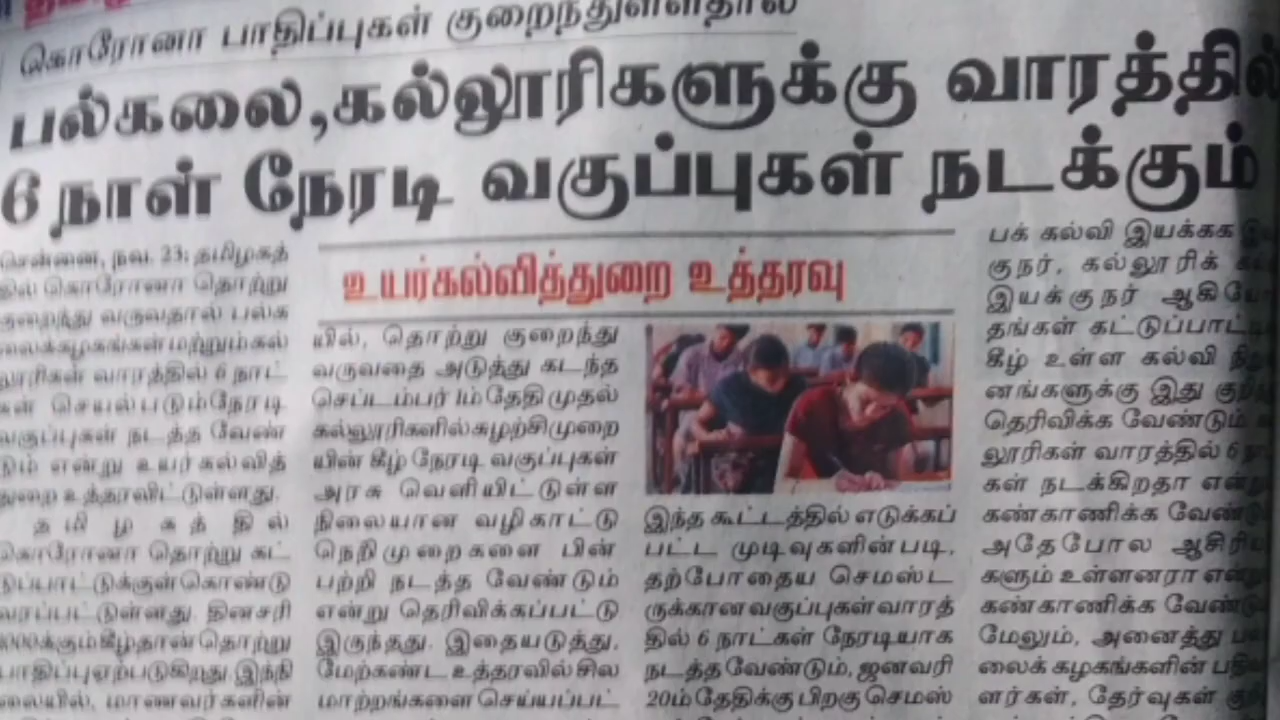 கொரோனா பாதிப்புகள் குறைந்துள்ளதால்
பல்கலை,கல்லூரிகளுக்கு வாரத்தில்
6 நாள் நேரடி வகுப்புகள் நடக்கும்
உயர்கல்வித்துறை உத்தரவு
சென்னை, நவ. 23: தமிழகத்
தில் கொரோனா தொற்று
குறைந்து வருவதால் பல்க
லைக்கழகங்கள் மற்றும் கல்
லூரிகள் வாரத்தில் 6 நாட்
கள் செயல்படும் நேரடி
வகுப்புகள் நடத்த வேண்
டும் என்று உயர் கல்வித்
துறை உத்தரவிட்டுள்ளது.
தமிழகத்தில்
கொரோனா தொற்று கட்
டுப்பாட்டுக்குள் கொண்டு
வரப்பட்டுள்ளது. தினசரி
1000க்கும் கீழ்தான் தொற்று
பாதிப்பு ஏற்படுகிறது. இந்நி
லையில், மாணவர்களின்
யில், தொற்று குறைந்து
வருவதை அடுத்து கடந்த
செப்டம்பர் 1ம் தேதி முதல்
கல்லூரிகளில் சுழற்சிமுறை
யின் கீழ் நேரடி வகுப்புகள்
அரசு வெளியிட்டுள்ள
நிலையான வழிகாட்டு
நெறிமுறைகளை பின்
பற்றி நடத்த வேண்டும்
என்று தெரிவிக்கப்பட்டு
இருந்தது. இதையடுத்து,
மேற்கண்ட உத்தரவில் சில
மாற்றங்களை செய்யப்பட்
இந்த கூட்டத்தில் எடுக்கப்
பட்ட முடிவுகளின்படி,
தற்போதைய செமஸ்ட
ருக்கான வகுப்புகள் வாரத்
தில் 6 நாட்கள் நேரடியாக
நடத்த வேண்டும், ஜனவரி
20ம் தேதிக்கு பிறகு செமஸ்
பக் கல்வி இயக்கக
குநர், கல்லூரிக்
இயக்குநர்
தங்கள்
கீழ் உள்ள கல்வி
னங்களுக்கு இது
தெரிவிக்க வேண்டும்
லூரிகள் வாரத்தில் 6
கள் நடக்கிறதா
கண்காணிக்க
அதேபோல
களும் உள்ளனரா
கண்காணிக்க
மேலும், அனைத்து
லைக் கழகங்களின்
ளர்கள், தேர்வுகள்